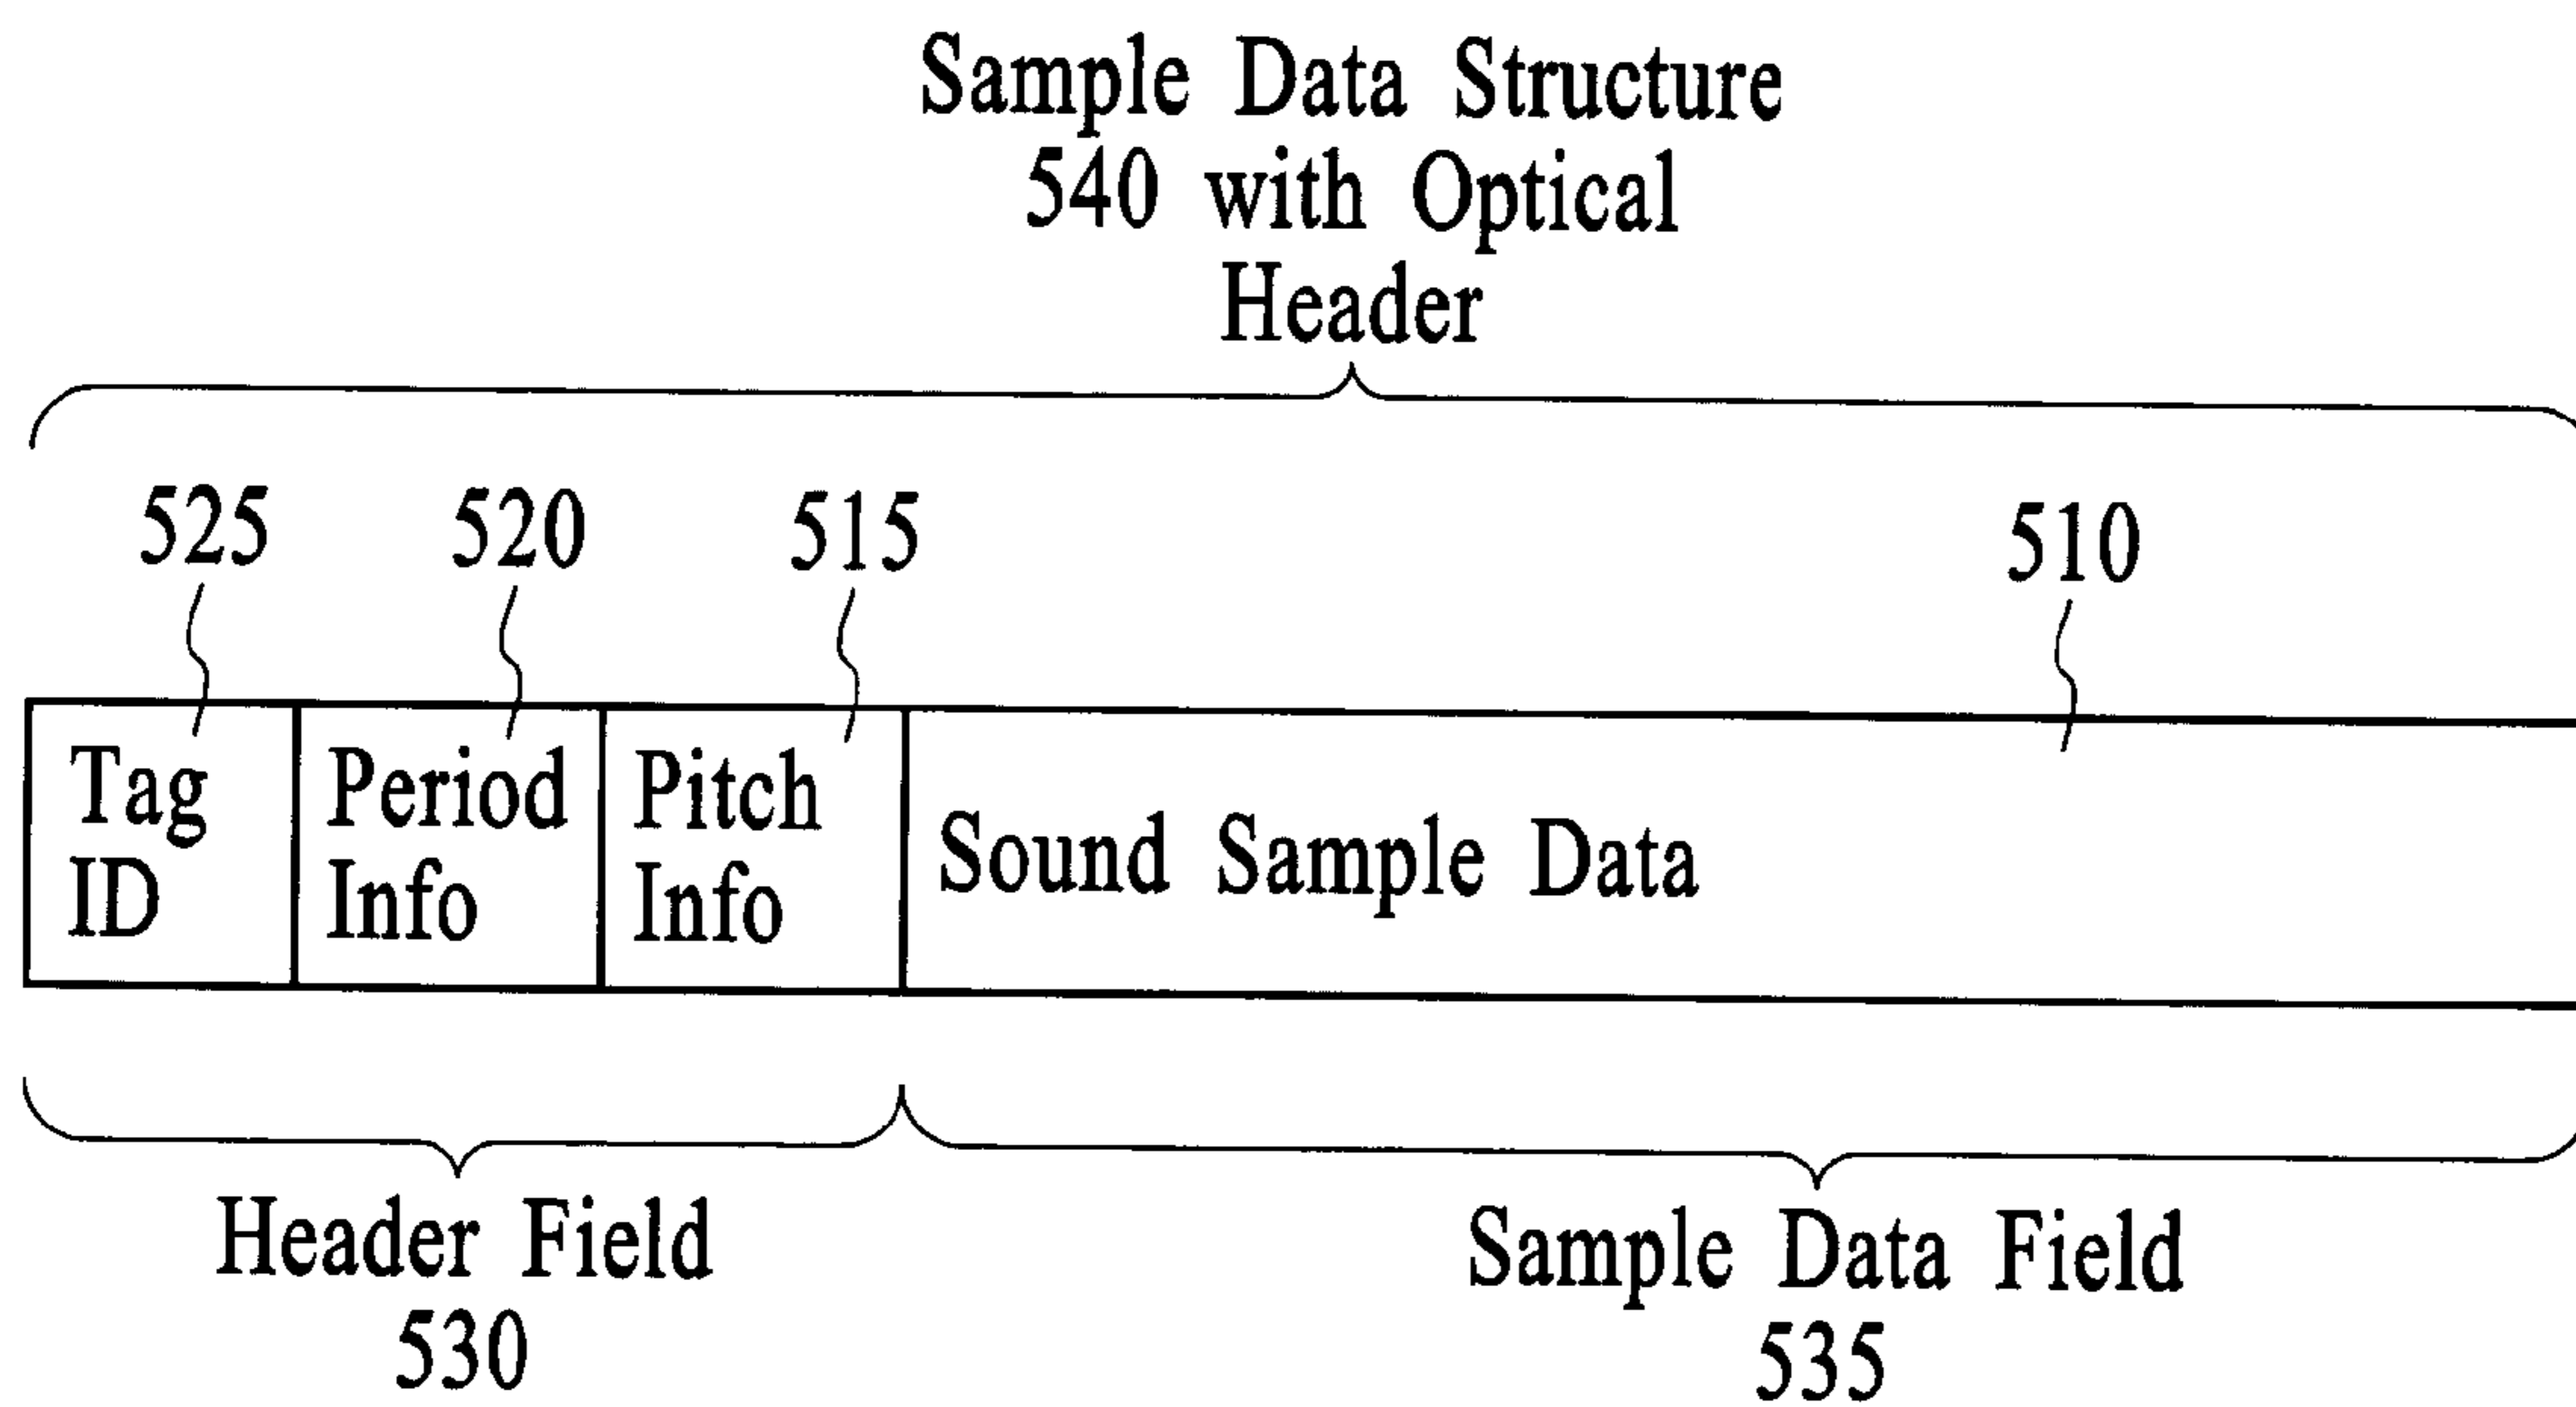 Sample Data Structure
540 with Optical
Header
525 520 515 510
Tag Period Pitch
ID Info Info
Sound Sample Data
Header Field
530
Sample Data Field
535